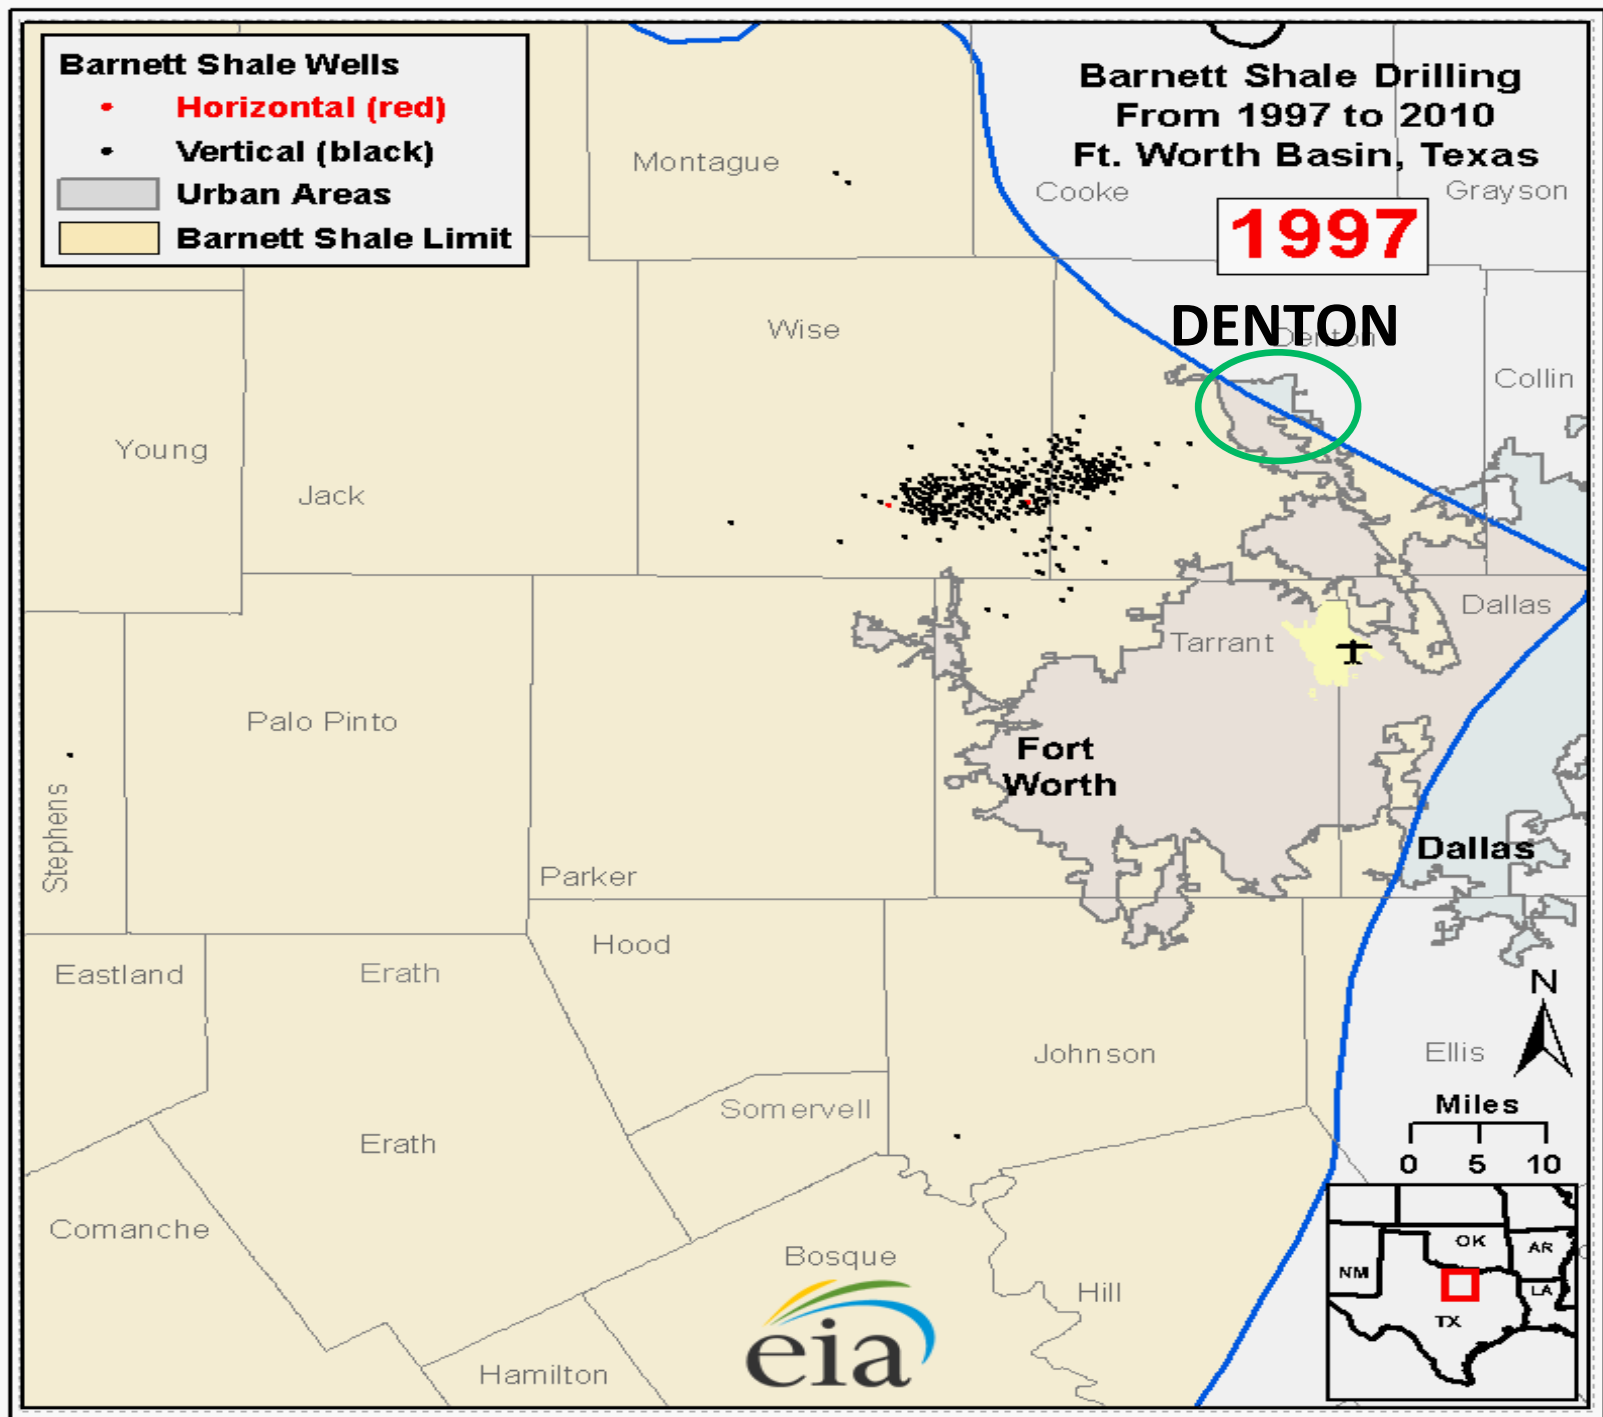 Barnett Shale Wells
Horizontal (red)
Vertical (black)
Urban Areas
Barnett Shale Limit
Barnett Shale Drilling
From 1997 to 2010
Ft. Worth Basin, Texas
Montague
Cooke
Grayson
1997
DENTON
Denton
Wise
Collin
Young
Jack
Dallas
Tarrant
Palo Pinto
Fort
Worth
Stephens
Dallas
Parker
Hood
Eastland
Erath
N
Johnson
Ellis
Somervell
Miles
0 5 10
Erath
Comanche
Bosque
Hill
OK
AR
NM
LA
TX
eia
Hamilton